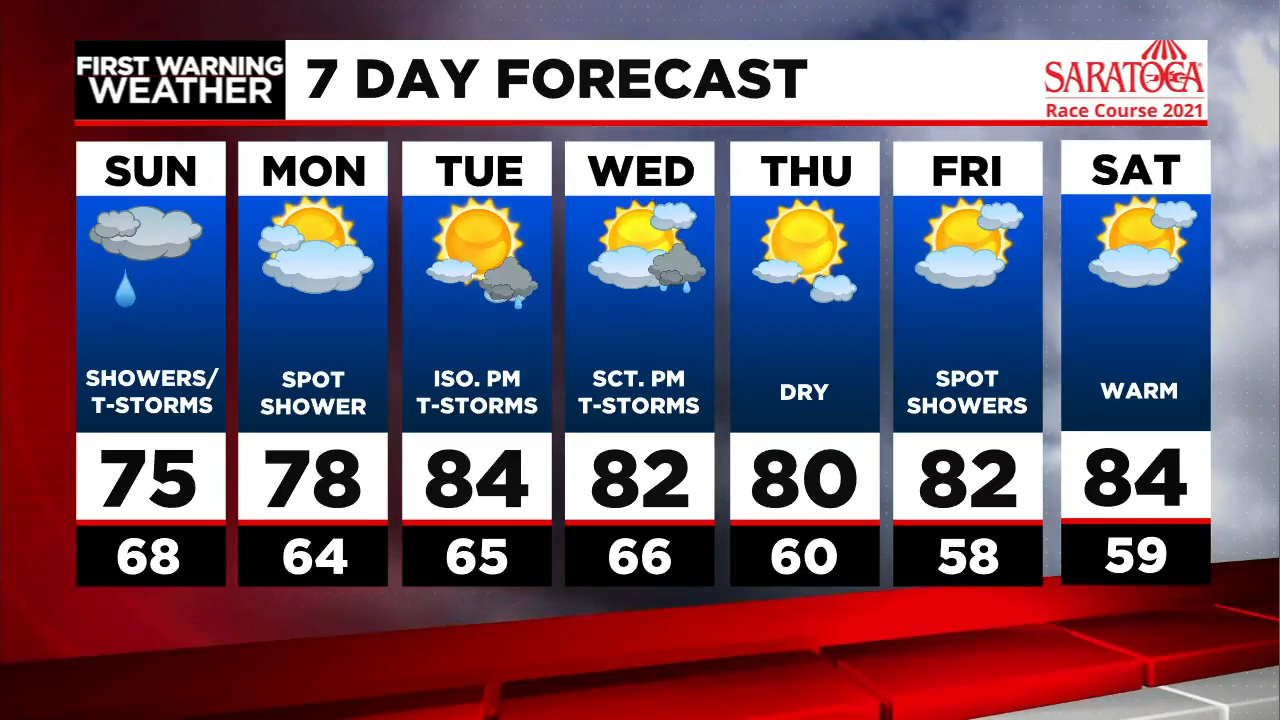 FIRST WARNING
WEATHER
7 DAY FORECAST
SARATOGA
Race Course 2021
SUN
MON
TUE
WED
THU
FRI
SAT
SHOWERS/
T-STORMS
SPOT
SHOWER
ISO. PM
T-STORMS
SCT. PM
T-STORMS
DRY
SPOT
SHOWERS
WARM
75
78
84
82
80
82
84
68
64
65
66
60
58
59